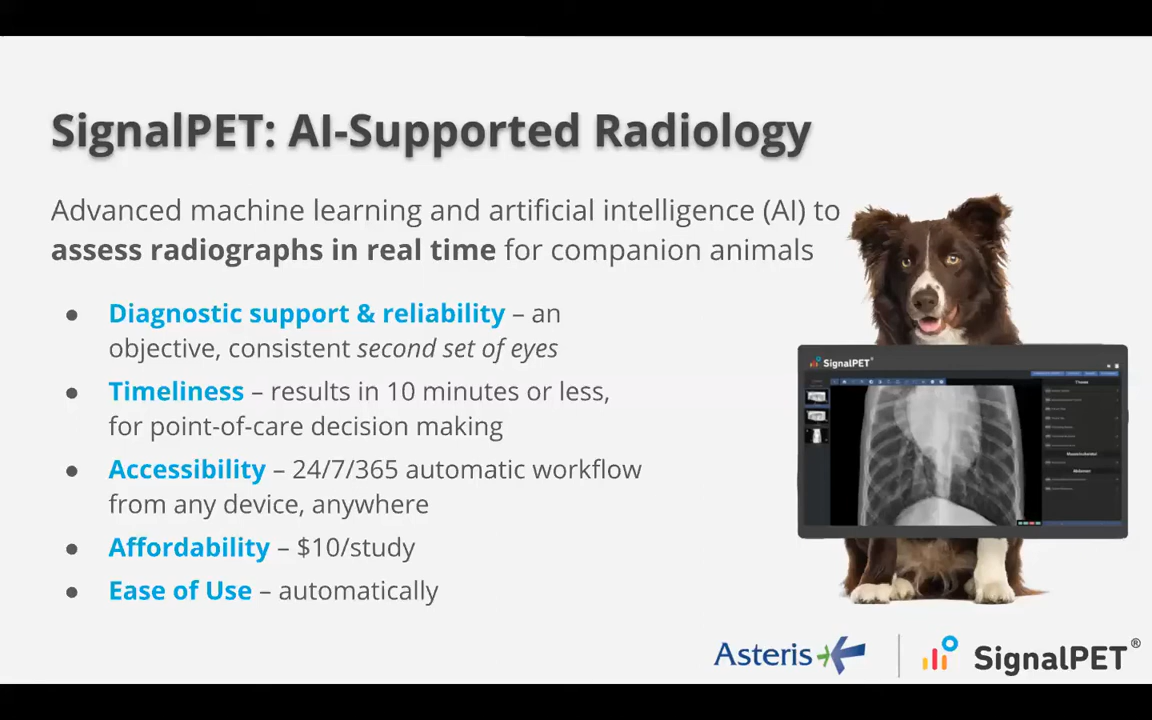 SignalPET: AI-Supported Radiology
Advanced machine learning and artificial intelligence (AI) to
assess radiographs in real time for companion animals
● Diagnostic support & reliability – an
objective, consistent second set of eyes
● Timeliness – results in 10 minutes or less,
for point-of-care decision making
● Accessibility – 24/7/365 automatic workflow
from any device, anywhere
● Affordability – $10/study
● Ease of Use – automatically
SignalPET®
Asteris
SignalPET®